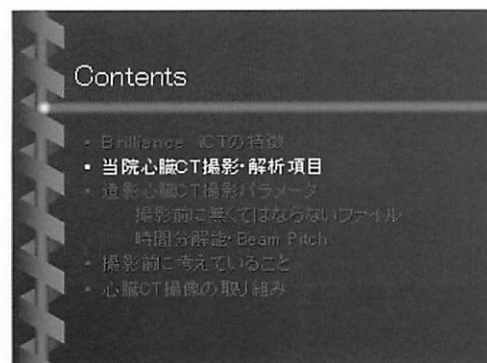 Contents
• Brilliance iCTの特徴
• 当院心臓CT撮影・解析項目
• 造影心臓CT撮影パラメータ
撮影前に無くてはならないファイル
時間分解能・Beam Pitch
• 撮影前に考えていること
• 心臓CT撮像の取り組み